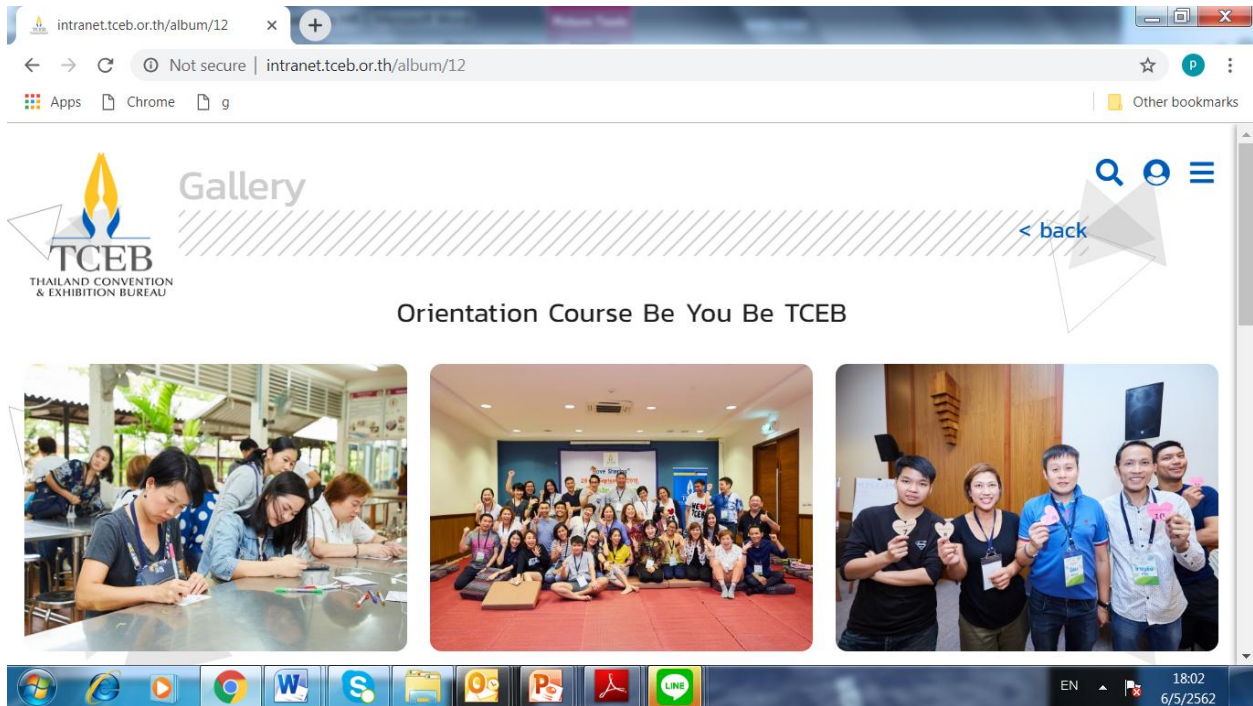 intranet.tceb.or.th/album/12
Not secure | intranet.tceb.or.th/album/12
P
Apps Chrome g Other bookmarks
Gallery
< back
TCEB
THAILAND CONVENTION
& EXHIBITION BUREAU
Orientation Course Be You Be TCEB
LINE
EN 18:02
6/5/2562